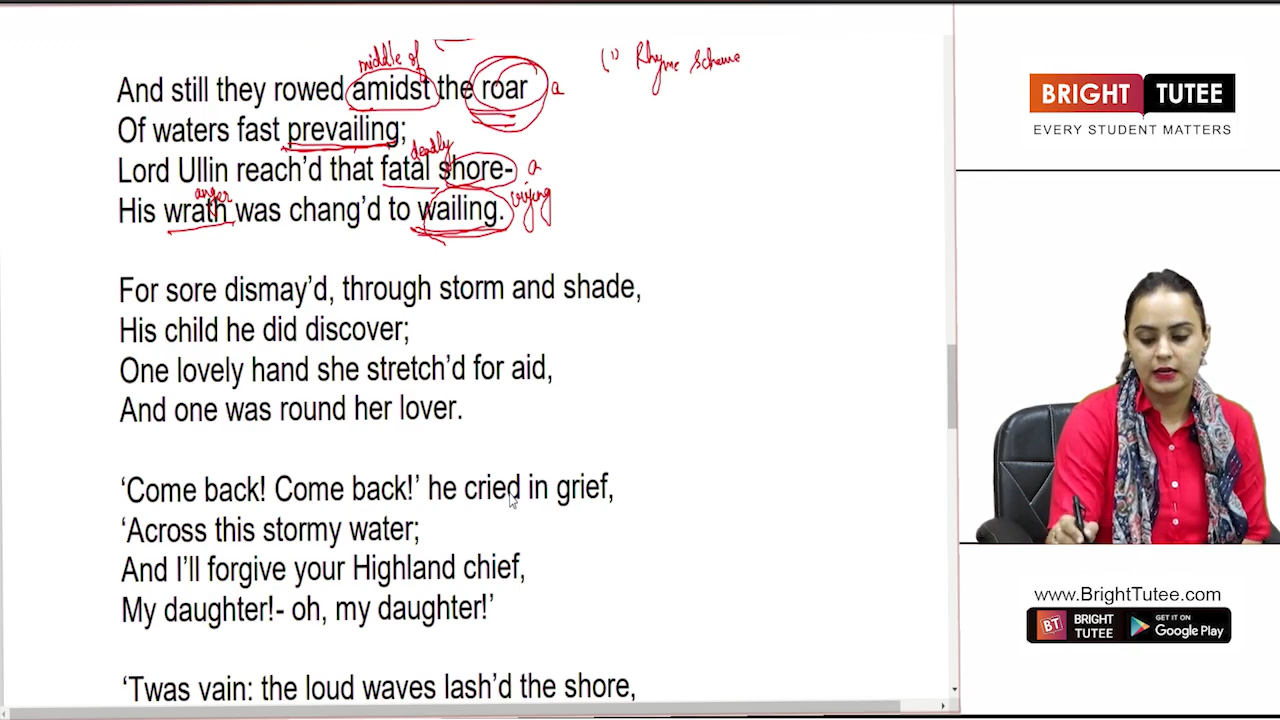 middle of
(1) Rhyme Scheme
And still they rowed amidst the roar a
Of waters fast prevailing;
deadly
Lord Ullin reach’d that fatal shore- a
anger
His wrath was chang’d to wailing. crying
For sore dismay’d, through storm and shade,
His child he did discover;
One lovely hand she stretch’d for aid,
And one was round her lover.
‘Come back! Come back!’ he cried in grief,
‘Across this stormy water;
And I’ll forgive your Highland chief,
My daughter!- oh, my daughter!’
‘Twas vain: the loud waves lash’d the shore,
BRIGHT TUTEE
EVERY STUDENT MATTERS
www.BrightTutee.com
BT BRIGHT TUTEE
GET IT ON
Google Play